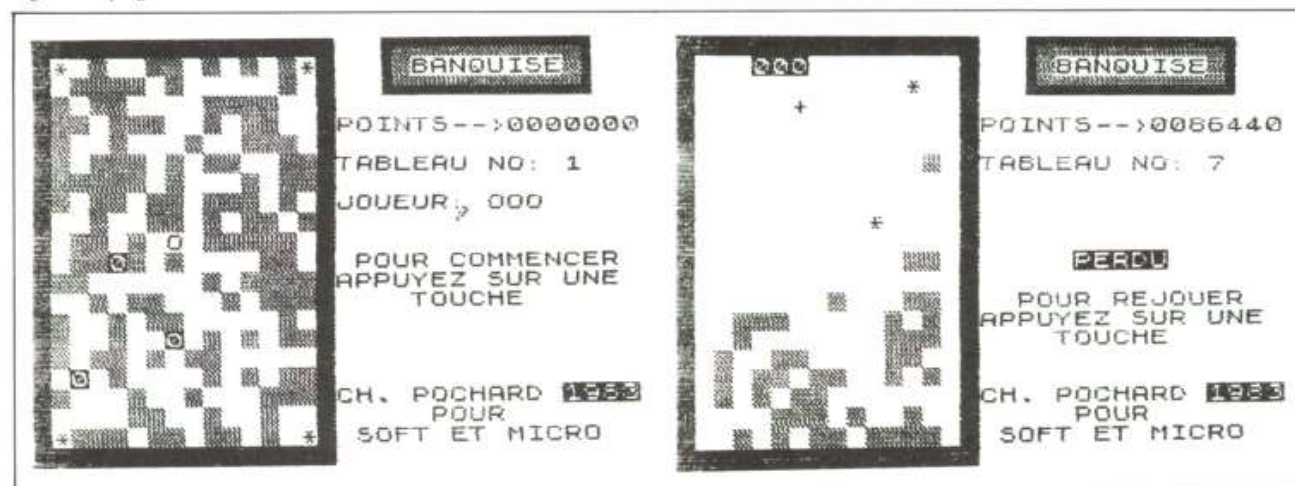 BANQUISE
POINTS-->0000000
TABLEAU NO: 1
JOUEUR: 000
POUR COMMENCER
APPUYEZ SUR UNE
TOUCHE
CH. POCHARD 1983
POUR
SOFT ET MICRO
000
BANQUISE
POINTS-->0086440
TABLEAU NO: 7
PERDU
POUR REJOUER
APPUYEZ SUR UNE
TOUCHE
CH. POCHARD 1983
POUR
SOFT ET MICRO